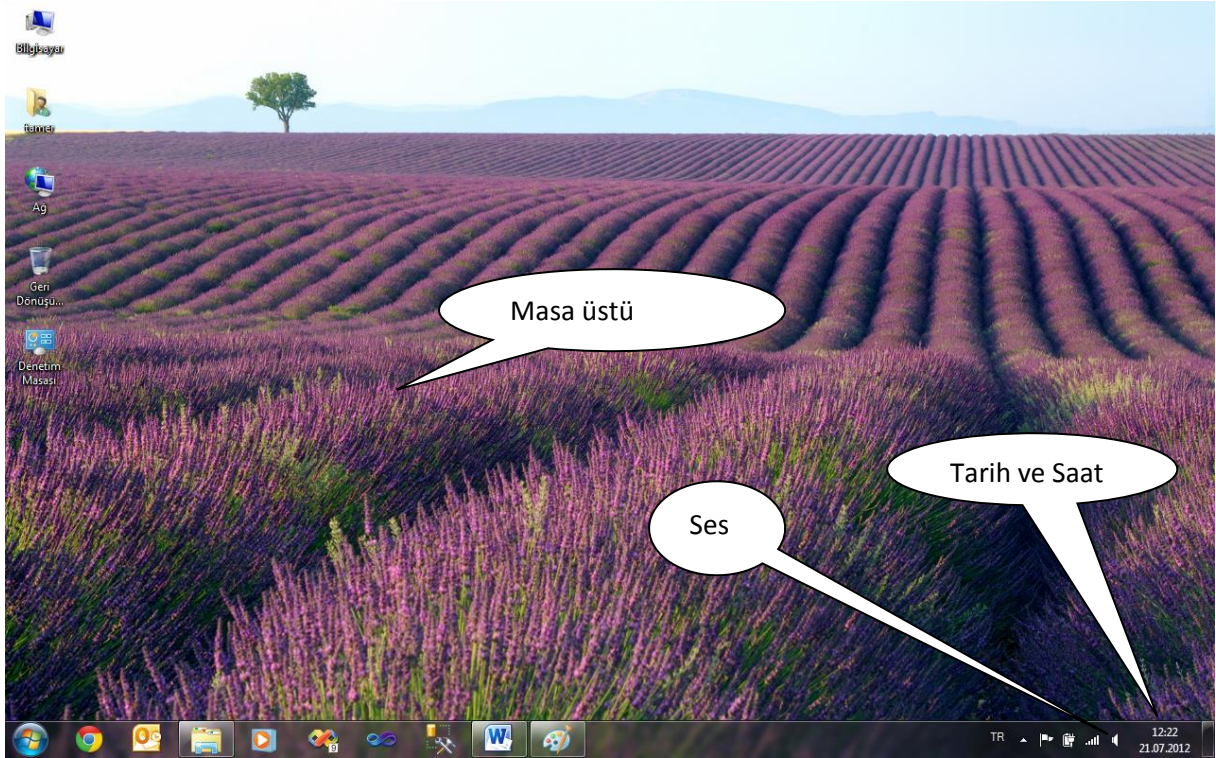 Bilgisayar
tamer
Ağ
Geri
Dönüşü...
Denetim
Masası
Masa üstü
Tarih ve Saat
Ses
TR
12:22
21.07.2012